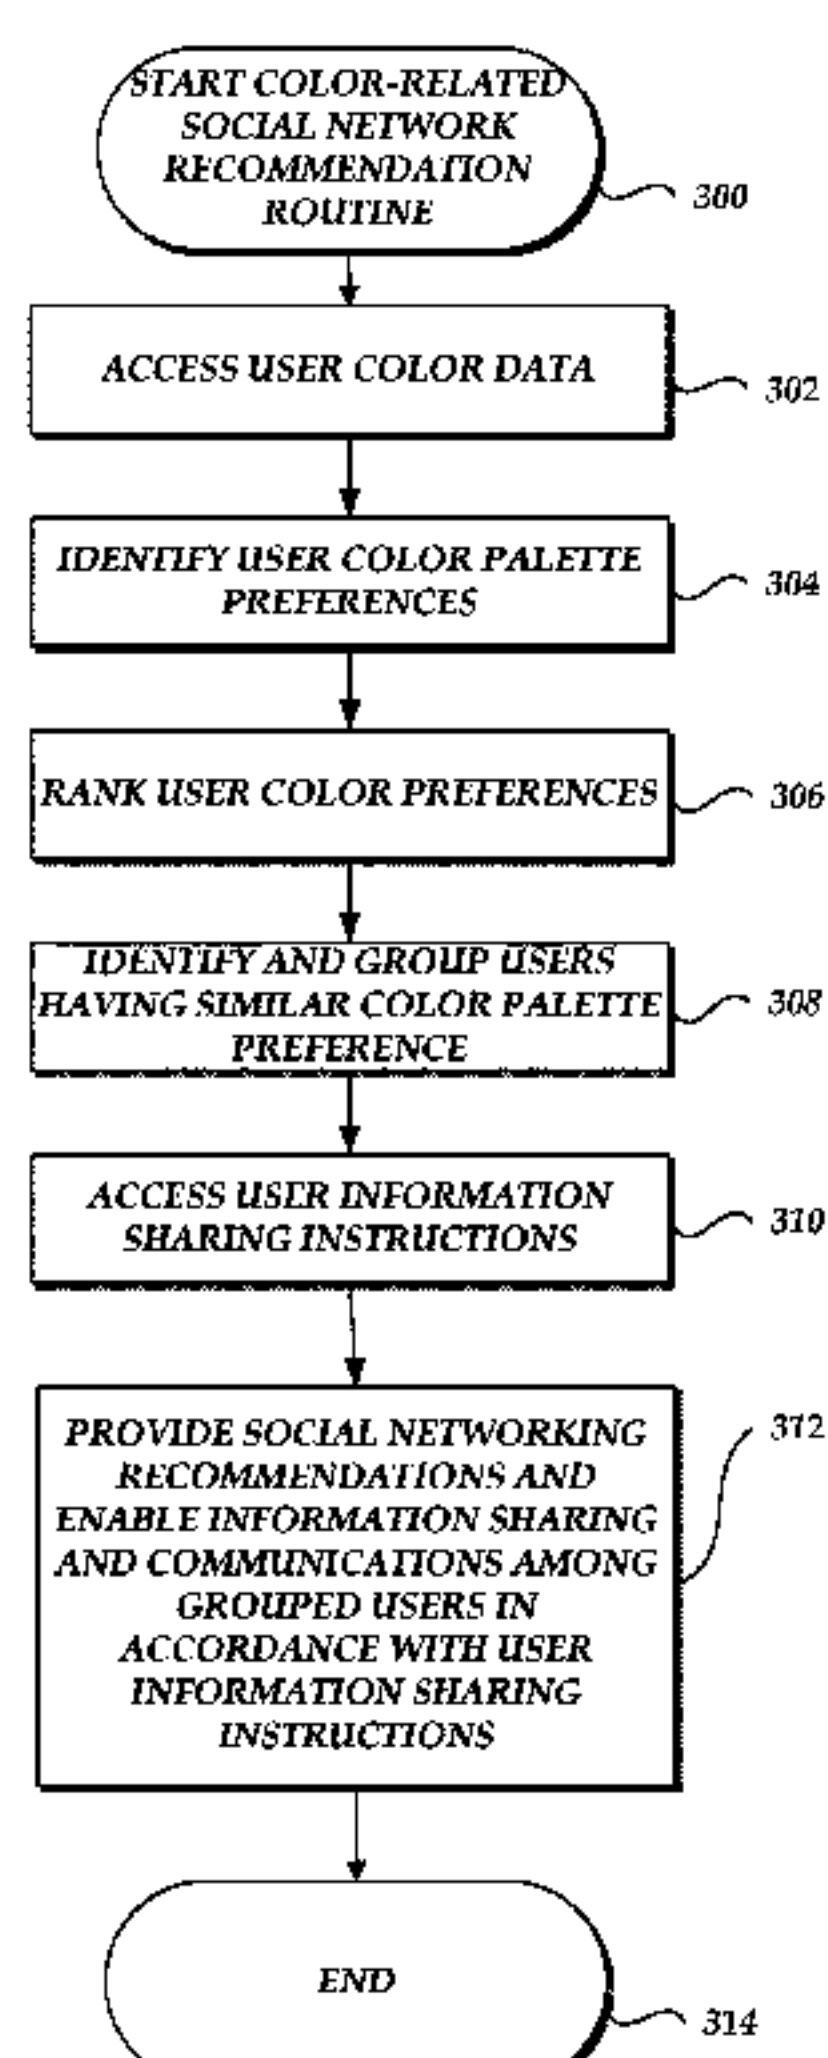 START COLOR-RELATED
SOCIAL NETWORK
RECOMMENDATION
ROUTINE
300
ACCESS USER COLOR DATA
302
IDENTIFY USER COLOR PALETTE
PREFERENCES
304
RANK USER COLOR PREFERENCES
306
IDENTIFY AND GROUP USERS
HAVING SIMILAR COLOR PALETTE
PREFERENCE
308
ACCESS USER INFORMATION
SHARING INSTRUCTIONS
310
PROVIDE SOCIAL NETWORKING
RECOMMENDATIONS AND
ENABLE INFORMATION SHARING
AND COMMUNICATIONS AMONG
GROUPED USERS IN
ACCORDANCE WITH USER
INFORMATION SHARING
INSTRUCTIONS
312
END
314